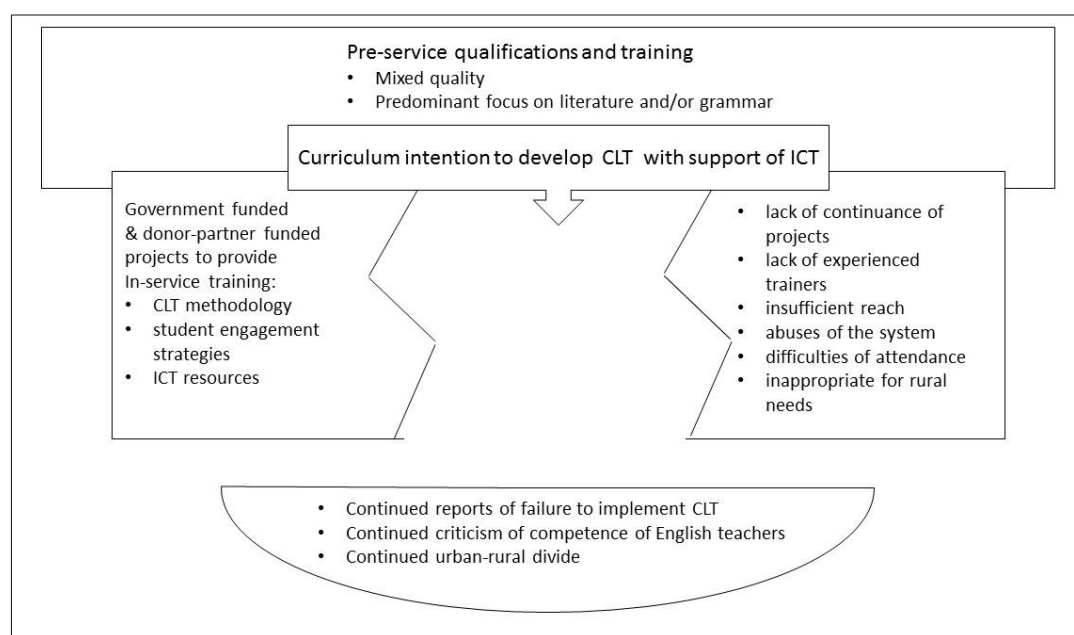 Pre-service qualifications and training
• Mixed quality
• Predominant focus on literature and/or grammar
Curriculum intention to develop CLT with support of ICT
Government funded
& donor-partner funded
projects to provide
In-service training:
• CLT methodology
• student engagement
strategies
• ICT resources
• lack of continuance of
projects
• lack of experienced
trainers
• insufficient reach
• abuses of the system
• difficulties of attendance
• inappropriate for rural
needs
• Continued reports of failure to implement CLT
• Continued criticism of competence of English teachers
• Continued urban-rural divide